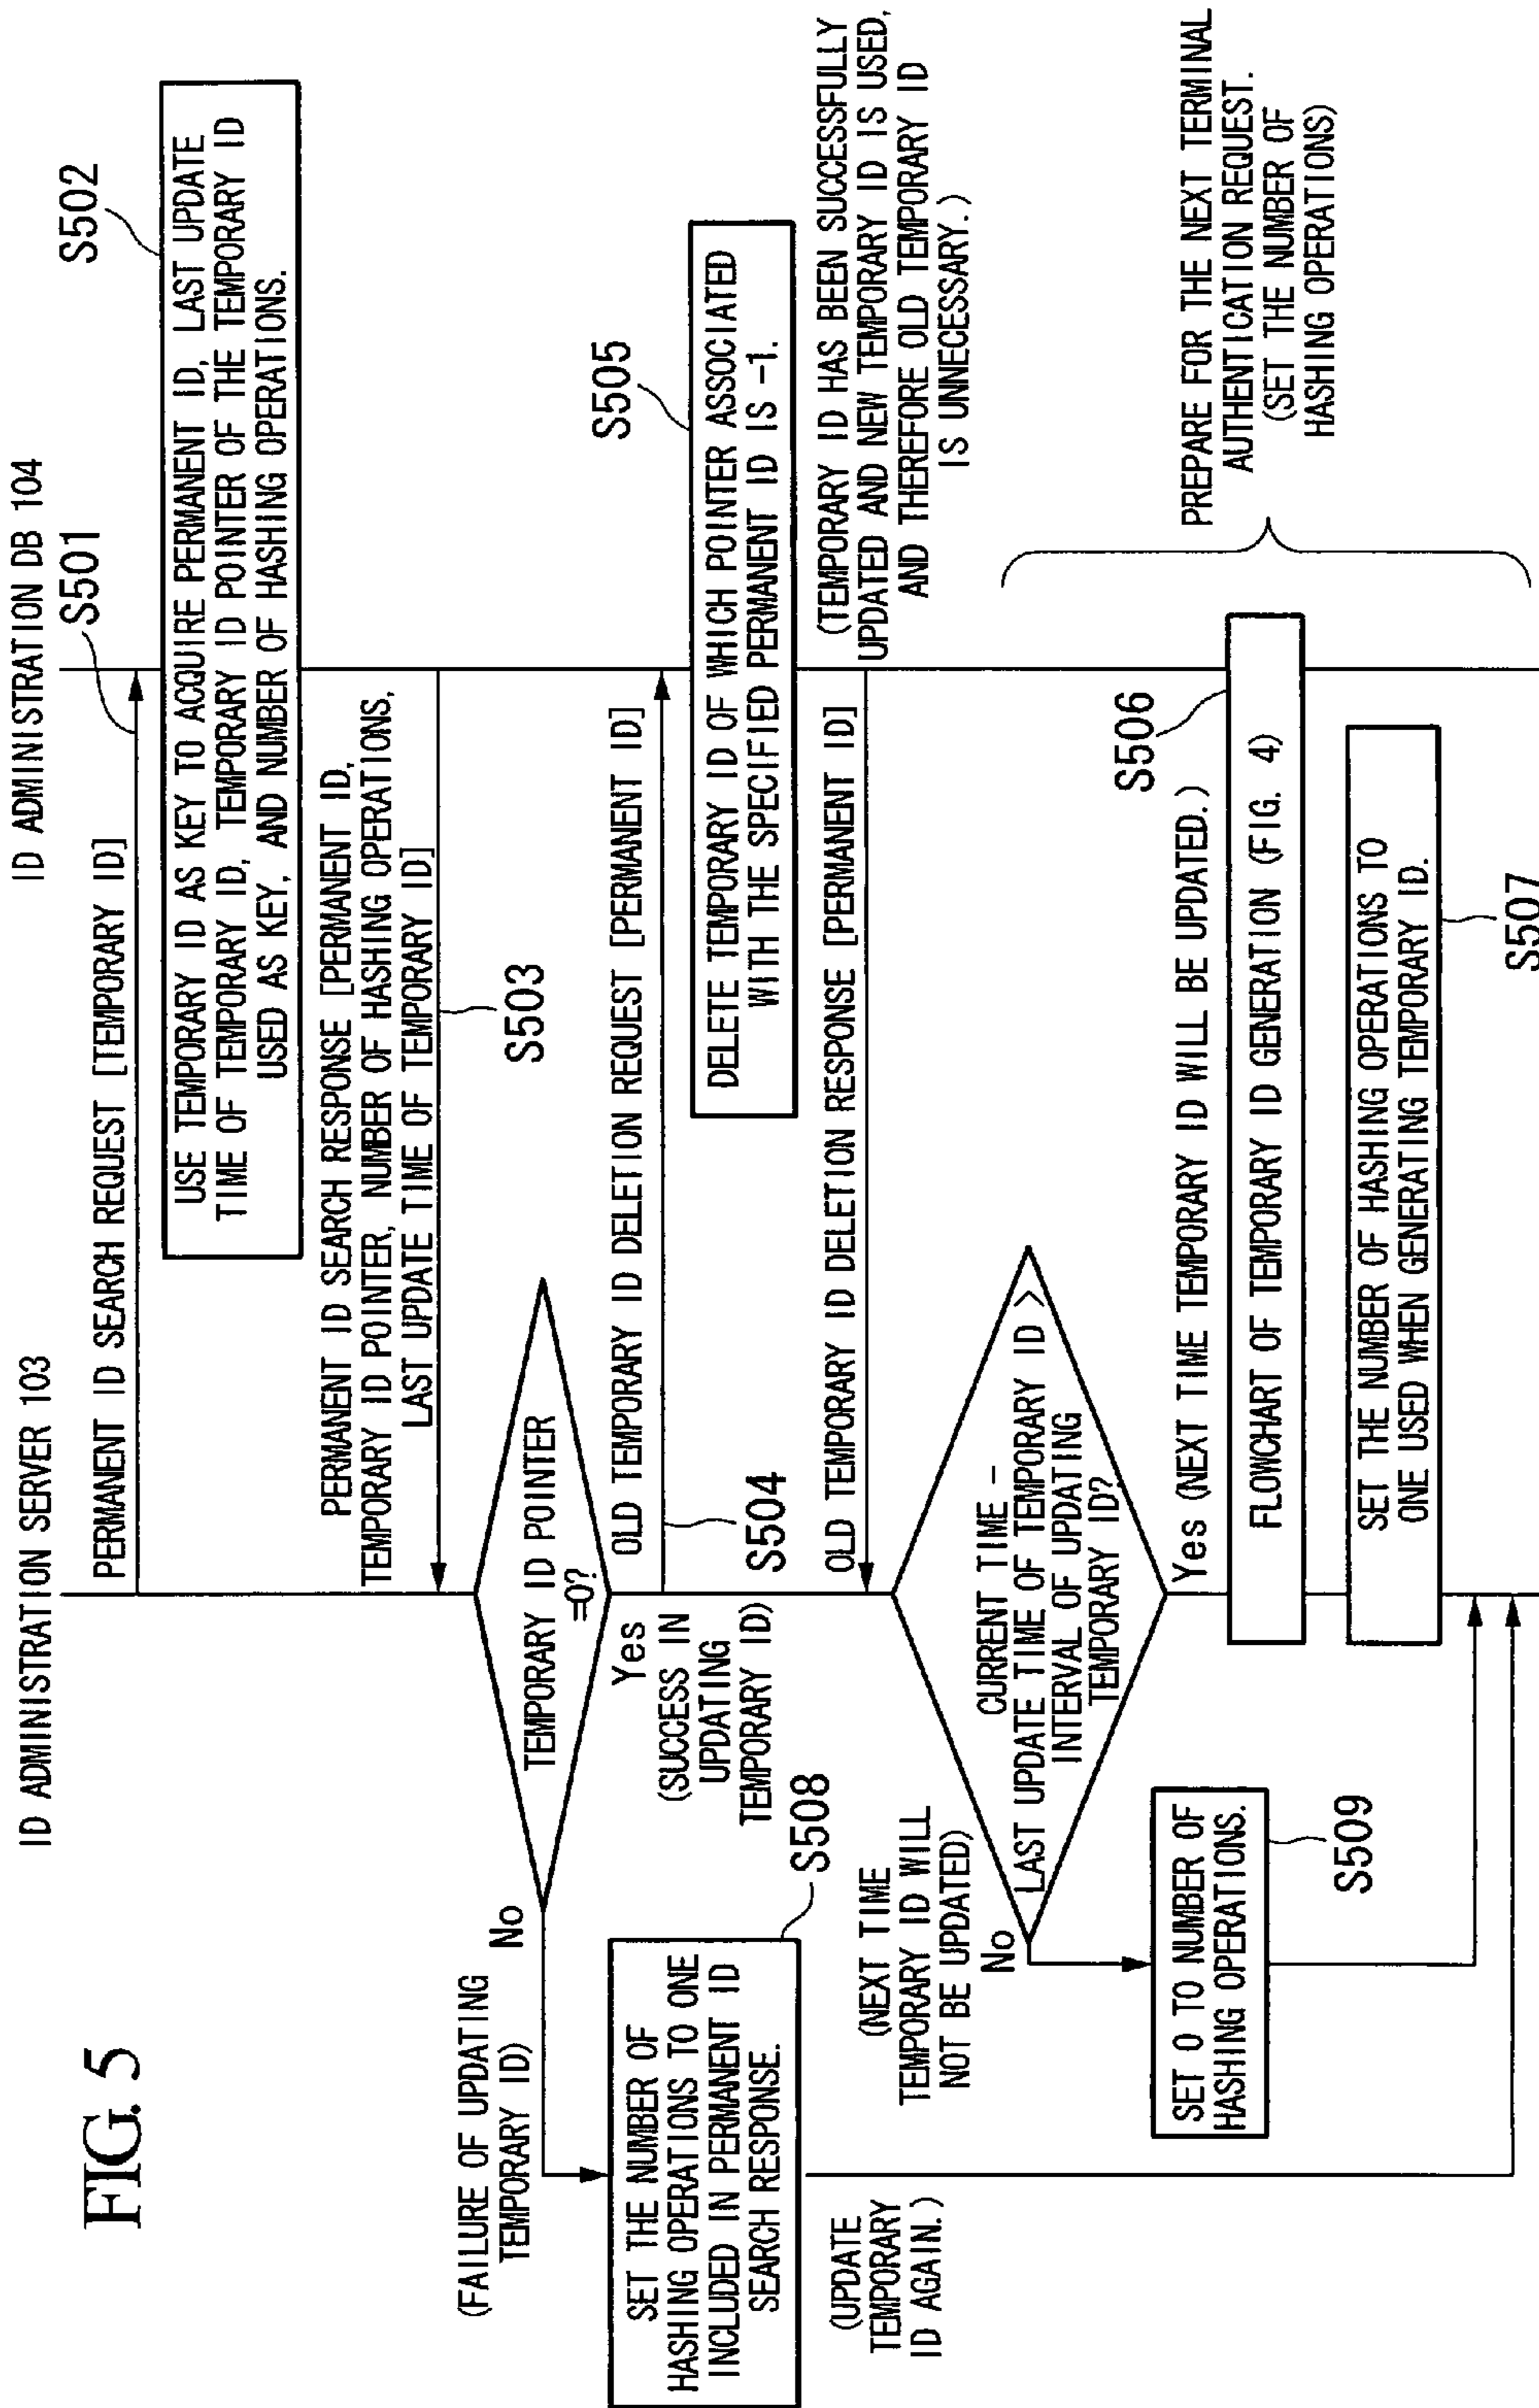 FIG. 5
ID ADMINISTRATION SERVER 103
ID ADMINISTRATION DB 104
PERMANENT ID SEARCH REQUEST [TEMPORARY ID]
S501
USE TEMPORARY ID AS KEY TO ACQUIRE PERMANENT ID, LAST UPDATE
TIME OF TEMPORARY ID, TEMPORARY ID POINTER OF THE TEMPORARY ID
USED AS KEY, AND NUMBER OF HASHING OPERATIONS.
S502
PERMANENT ID SEARCH RESPONSE [PERMANENT ID,
TEMPORARY ID POINTER, NUMBER OF HASHING OPERATIONS,
LAST UPDATE TIME OF TEMPORARY ID]
S503
TEMPORARY ID POINTER
=0?
No
(FAILURE OF UPDATING
TEMPORARY ID)
Yes
(SUCCESS IN
UPDATING
TEMPORARY ID)
SET THE NUMBER OF
HASHING OPERATIONS TO ONE
INCLUDED IN PERMANENT ID
SEARCH RESPONSE.
S508
(UPDATE
TEMPORARY
ID AGAIN.)
OLD TEMPORARY ID DELETION REQUEST [PERMANENT ID]
S504
DELETE TEMPORARY ID OF WHICH POINTER ASSOCIATED
WITH THE SPECIFIED PERMANENT ID IS -1.
S505
(TEMPORARY ID HAS BEEN SUCCESSFULLY
UPDATED AND NEW TEMPORARY ID IS USED,
AND THEREFORE OLD TEMPORARY ID
IS UNNECESSARY.)
OLD TEMPORARY ID DELETION RESPONSE [PERMANENT ID]
CURRENT TIME -
LAST UPDATE TIME OF TEMPORARY ID >
INTERVAL OF UPDATING
TEMPORARY ID?
(NEXT TIME
TEMPORARY ID WILL
NOT BE UPDATED)
No
SET 0 TO NUMBER OF
HASHING OPERATIONS.
S509
Yes (NEXT TIME TEMPORARY ID WILL BE UPDATED.)
FLOWCHART OF TEMPORARY ID GENERATION (FIG. 4)
S506
SET THE NUMBER OF HASHING OPERATIONS TO
ONE USED WHEN GENERATING TEMPORARY ID.
S507
PREPARE FOR THE NEXT TERMINAL
AUTHENTICATION REQUEST.
(SET THE NUMBER OF
HASHING OPERATIONS)